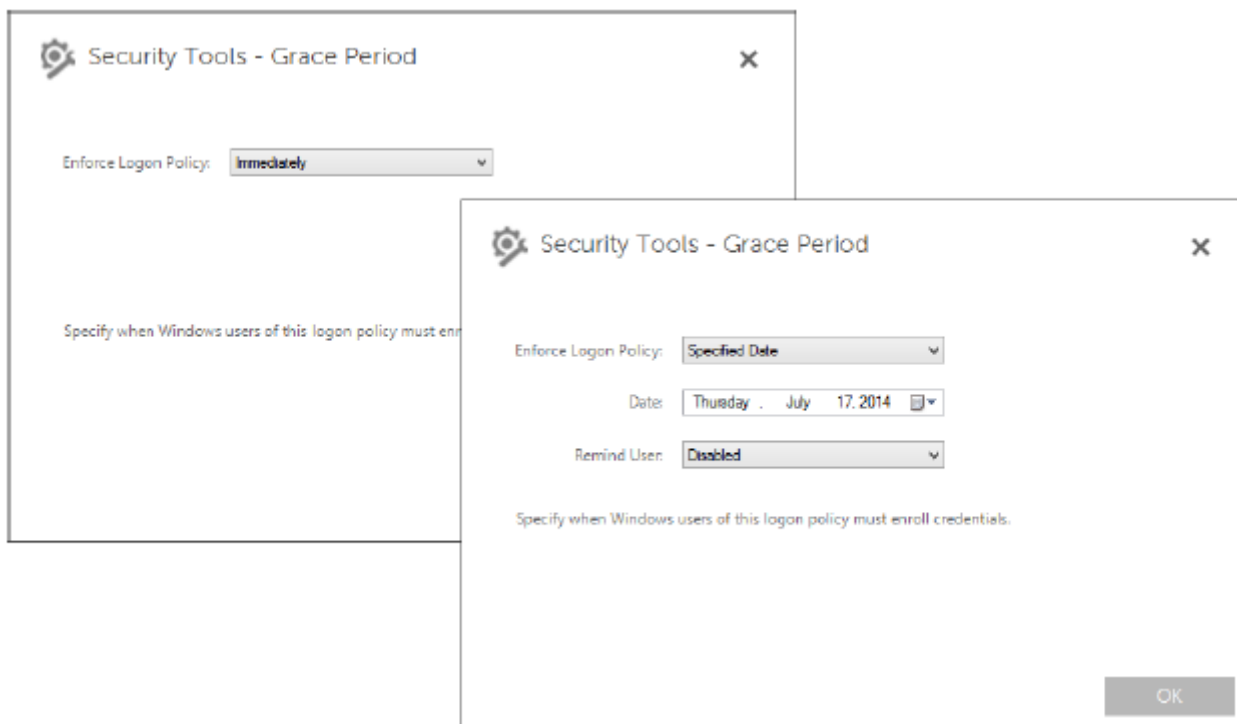 Security Tools - Grace Period
Enforce Logon Policy: Immediately
Specify when Windows users of this logon policy must enr
Security Tools - Grace Period
Enforce Logon Policy: Specified Date
Date: Thursday , July 17, 2014
Remind User: Disabled
Specify when Windows users of this logon policy must enroll credentials.
OK